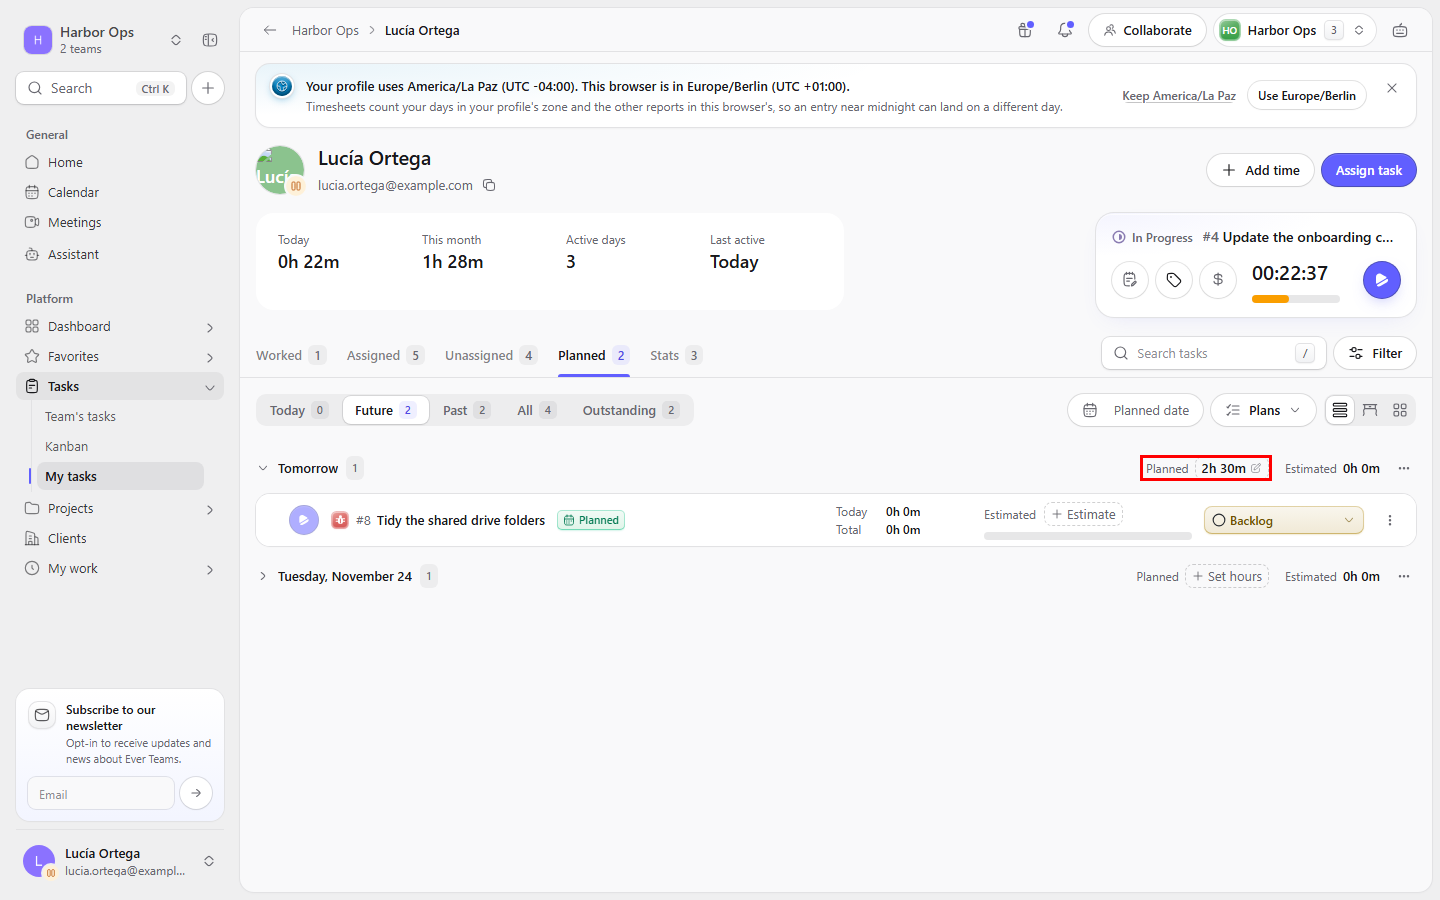 H
Harbor Ops
2 teams
Search
Ctrl K
General
Home
Calendar
Meetings
Assistant
Platform
Dashboard
Favorites
Tasks
Team's tasks
Kanban
My tasks
Projects
Clients
My work
Subscribe to our
newsletter
Opt-in to receive updates and
news about Ever Teams.
Email
L
Lucía Ortega
lucia.ortega@exampl...
Harbor Ops
Lucía Ortega
Collaborate
HO
Harbor Ops
3
Your profile uses America/La Paz (UTC -04:00). This browser is in Europe/Berlin (UTC +01:00).
Timesheets count your days in your profile's zone and the other reports in this browser's, so an entry near midnight can land on a different day.
Keep America/La Paz
Use Europe/Berlin
Lucía Ortega
lucia.ortega@example.com
Add time
Assign task
Today
0h 22m
This month
1h 28m
Active days
3
Last active
Today
In Progress
#4 Update the onboarding c...
$
00:22:37
Worked 1
Assigned 5
Unassigned 4
Planned 2
Stats 3
Search tasks
/
Filter
Today 0
Future 2
Past 2
All 4
Outstanding 2
Planned date
Plans
Tomorrow 1
Planned 2h 30m
Estimated 0h 0m
#8 Tidy the shared drive folders
Planned
Today 0h 0m
Total 0h 0m
Estimated + Estimate
Backlog
Tuesday, November 24 1
Planned + Set hours
Estimated 0h 0m